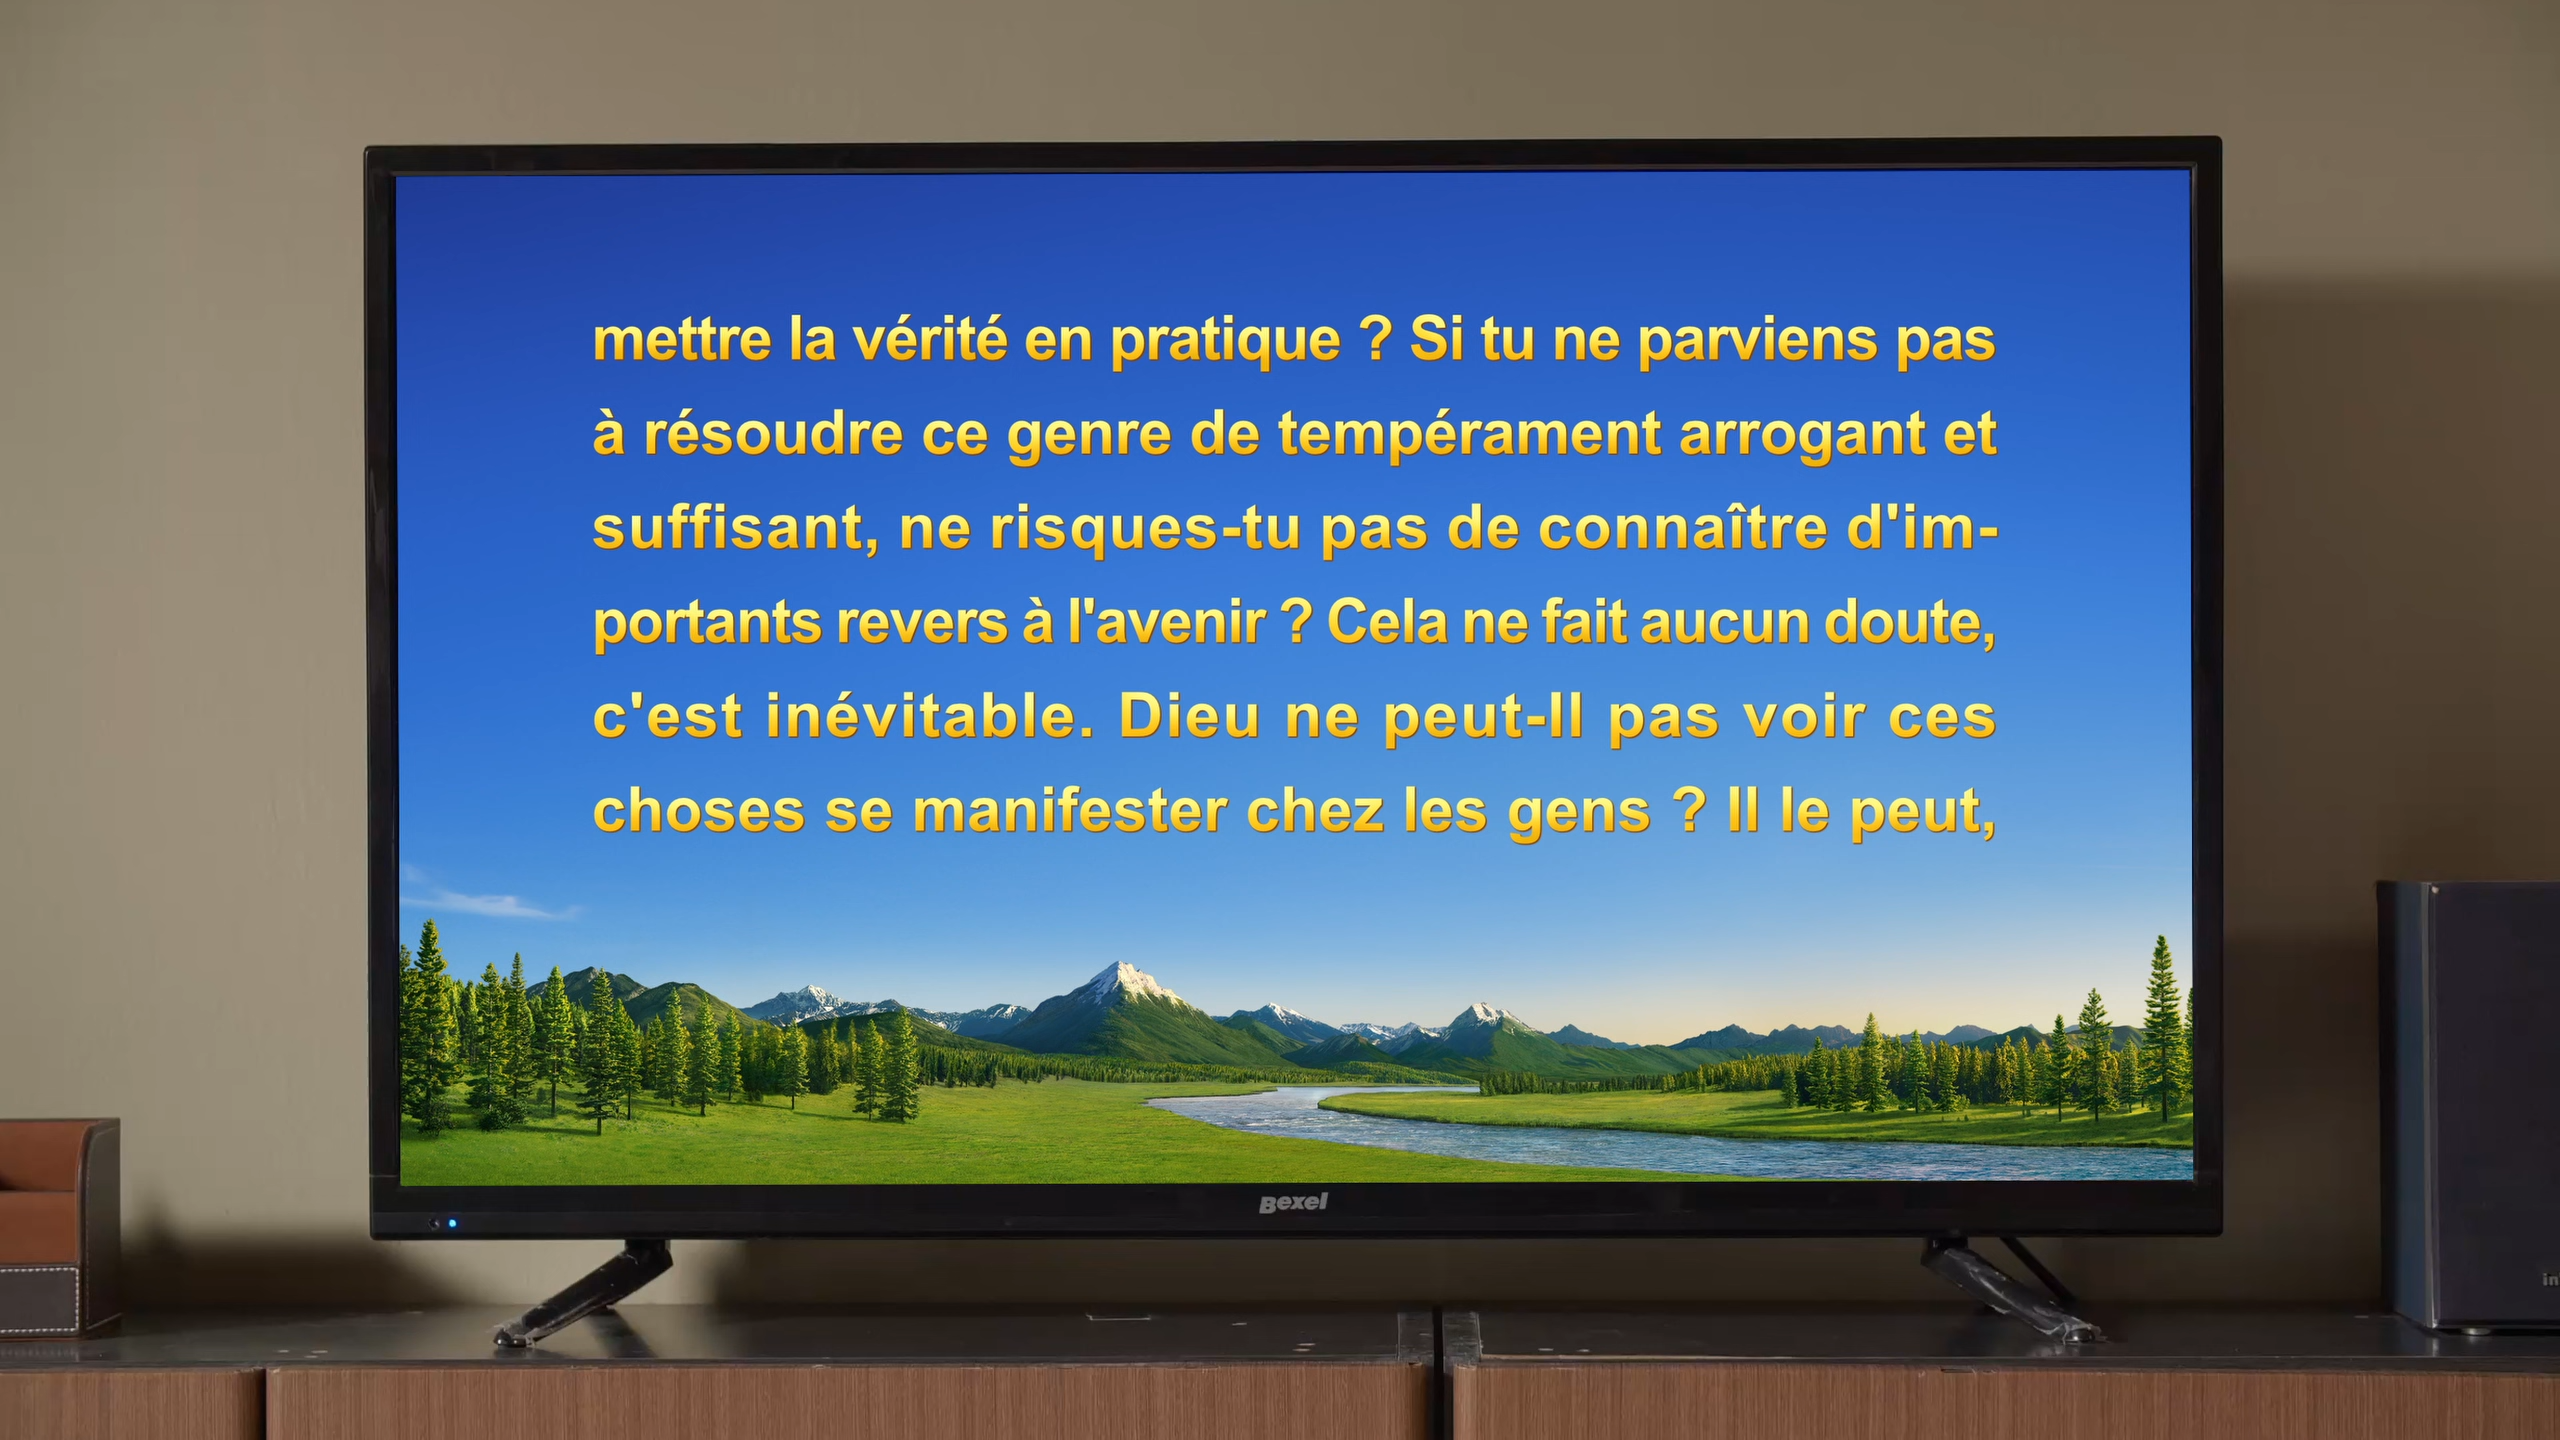 mettre la vérité en pratique ? Si tu ne parviens pas
à résoudre ce genre de tempérament arrogant et
suffisant, ne risques-tu pas de connaître d'im-
portants revers à l'avenir ? Cela ne fait aucun doute,
c'est inévitable. Dieu ne peut-Il pas voir ces
choses se manifester chez les gens ? Il le peut,
Bexel